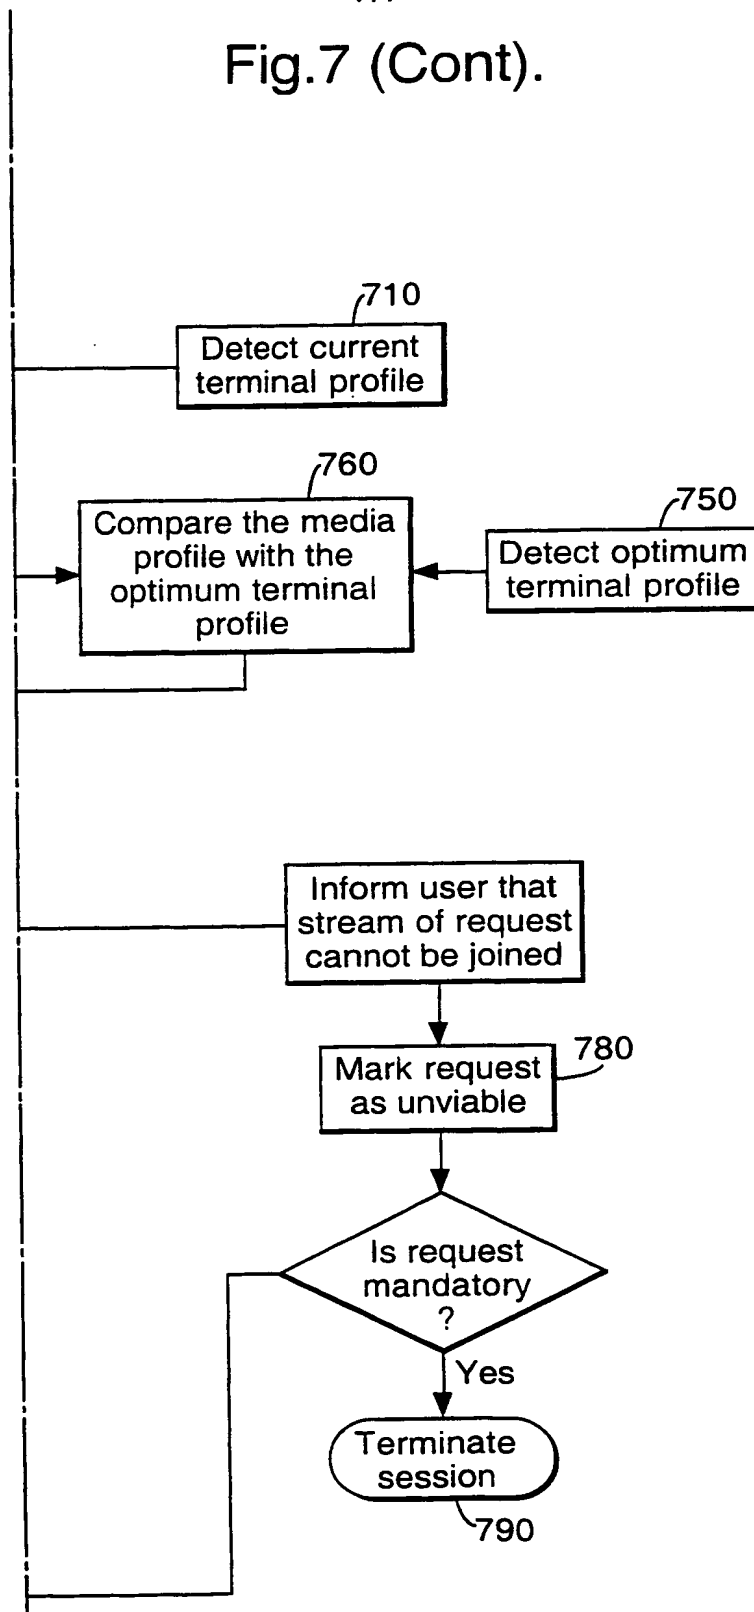 Fig.7 (Cont).
710
Detect current
terminal profile
760
Compare the media
profile with the
optimum terminal
profile
750
Detect optimum
terminal profile
Inform user that
stream of request
cannot be joined
Mark request
as unviable
780
Is request
mandatory
?
Yes
Terminate
session
790